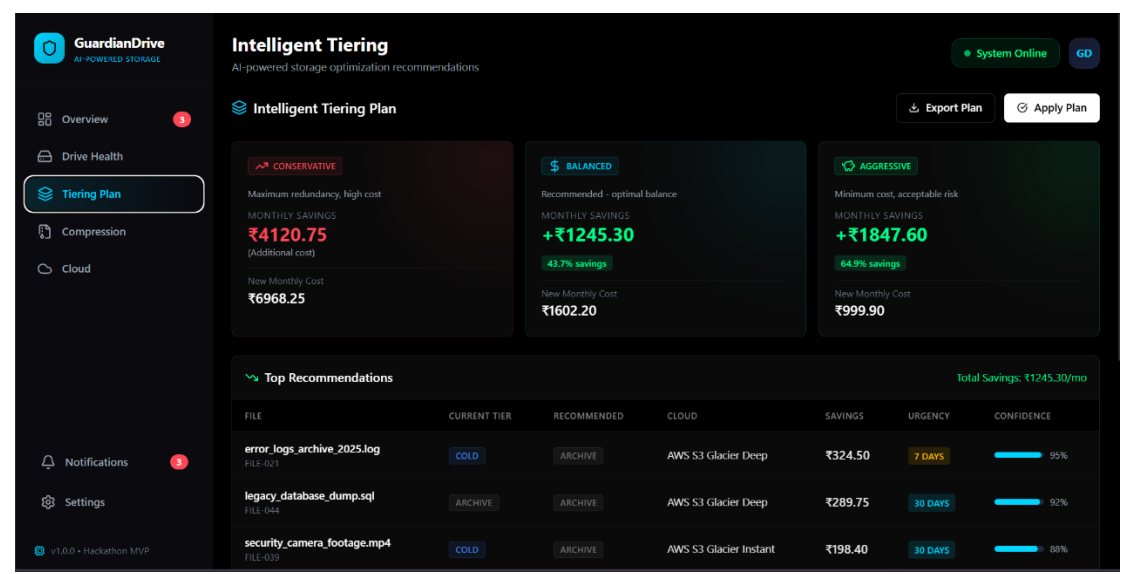 GuardianDrive
AI-POWERED STORAGE
Overview 3
Drive Health
Tiering Plan
Compression
Cloud
Notifications 3
Settings
v1.0.0 • Hackathon MVP
Intelligent Tiering
AI-powered storage optimization recommendations
System Online
GD
Intelligent Tiering Plan
Export Plan
Apply Plan
CONSERVATIVE
Maximum redundancy, high cost
MONTHLY SAVINGS
₹4120.75
(Additional cost)
New Monthly Cost
₹6968.25
BALANCED
Recommended - optimal balance
MONTHLY SAVINGS
+₹1245.30
43.7% savings
New Monthly Cost
₹1602.20
AGGRESSIVE
Minimum cost, acceptable risk
MONTHLY SAVINGS
+₹1847.60
64.9% savings
New Monthly Cost
₹999.90
Top Recommendations
Total Savings: ₹1245.30/mo
FILE CURRENT TIER RECOMMENDED CLOUD SAVINGS URGENCY CONFIDENCE
error_logs_archive_2025.log COLD ARCHIVE AWS S3 Glacier Deep ₹324.50 7 DAYS 95%
FILE-021
legacy_database_dump.sql ARCHIVE ARCHIVE AWS S3 Glacier Deep ₹289.75 30 DAYS 92%
FILE-044
security_camera_footage.mp4 COLD ARCHIVE AWS S3 Glacier Instant ₹198.40 30 DAYS 88%
FILE-039